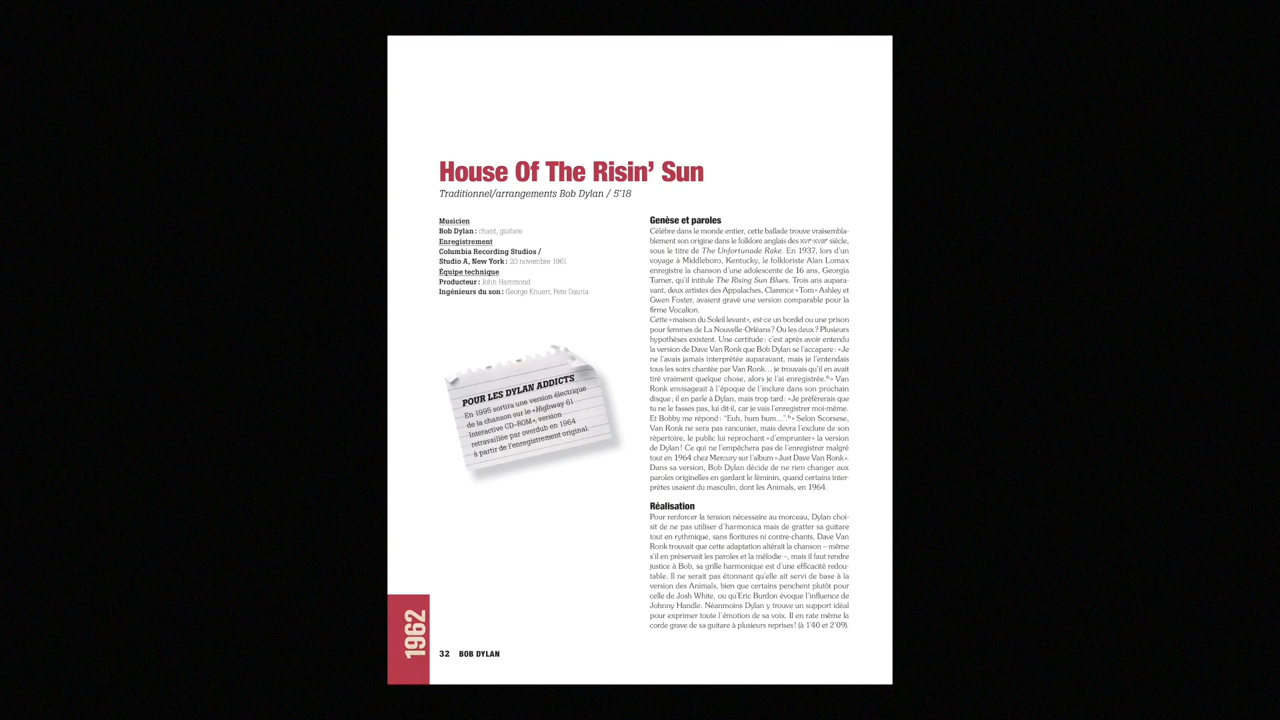 House Of The Risin' Sun
Traditionnel/arrangements Bob Dylan / 5'18
Musicien
Bob Dylan : chant, guitare
Enregistrement
Columbia Recording Studios /
Studio A, New York : 20 novembre 1961
Équipe technique
Producteur : John Hammond
Ingénieurs du son : George Knuerr, Pete Dauria
POUR LES DYLAN ADDICTS
En 1995 sortira une version électrique
de la chanson sur le «Highway 61
Interactive CD-ROM», version
retravaillée par overdub en 1964
à partir de l'enregistrement original.
Genèse et paroles
Célèbre dans le monde entier, cette ballade trouve vraisembla-
blement son origine dans le folklore anglais des XVIe-XVIIIe siècle,
sous le titre de The Unfortunade Rake. En 1937, lors d'un
voyage à Middleboro, Kentucky, le folkloriste Alan Lomax
enregistre la chanson d'une adolescente de 16 ans, Georgia
Turner, qu'il intitule The Rising Sun Blues. Trois ans aupara-
vant, deux artistes des Appalaches, Clarence «Tom» Ashley et
Gwen Foster, avaient gravé une version comparable pour la
firme Vocalion.
Cette «maison du Soleil levant», est-ce un bordel ou une prison
pour femmes de La Nouvelle-Orléans ? Ou les deux ? Plusieurs
hypothèses existent. Une certitude : c'est après avoir entendu
la version de Dave Van Ronk que Bob Dylan se l'accapare : «Je
ne l'avais jamais interprétée auparavant, mais je l'entendais
tous les soirs chantée par Van Ronk... je trouvais qu'il en avait
tiré vraiment quelque chose, alors je l'ai enregistrée.6» Van
Ronk envisageait à l'époque de l'inclure dans son prochain
disque ; il en parle à Dylan, mais trop tard : «Je préférerais que
tu ne le fasses pas, lui dit-il, car je vais l'enregistrer moi-même.
Et Bobby me répond : "Euh, hum hum...".6» Selon Scorsese,
Van Ronk ne sera pas rancunier, mais devra l'exclure de son
répertoire, le public lui reprochant «d'emprunter» la version
de Dylan ! Ce qui ne l'empêchera pas de l'enregistrer malgré
tout en 1964 chez Mercury sur l'album «Just Dave Van Ronk».
Dans sa version, Bob Dylan décide de ne rien changer aux
paroles originelles en gardant le féminin, quand certains inter-
prètes usaient du masculin, dont les Animals, en 1964.
Réalisation
Pour renforcer la tension nécessaire au morceau, Dylan choi-
sit de ne pas utiliser d'harmonica mais de gratter sa guitare
tout en rythmique, sans fioritures ni contre-chants. Dave Van
Ronk trouvait que cette adaptation altérait la chanson – même
s'il en préservait les paroles et la mélodie –, mais il faut rendre
justice à Bob, sa grille harmonique est d'une efficacité redou-
table. Il ne serait pas étonnant qu'elle ait servi de base à la
version des Animals, bien que certains penchent plutôt pour
celle de Josh White, ou qu'Eric Burdon évoque l'influence de
Johnny Handle. Néanmoins Dylan y trouve un support idéal
pour exprimer toute l'émotion de sa voix. Il en rate même la
corde grave de sa guitare à plusieurs reprises ! (à 1'40 et 2'09).
1962
32 BOB DYLAN